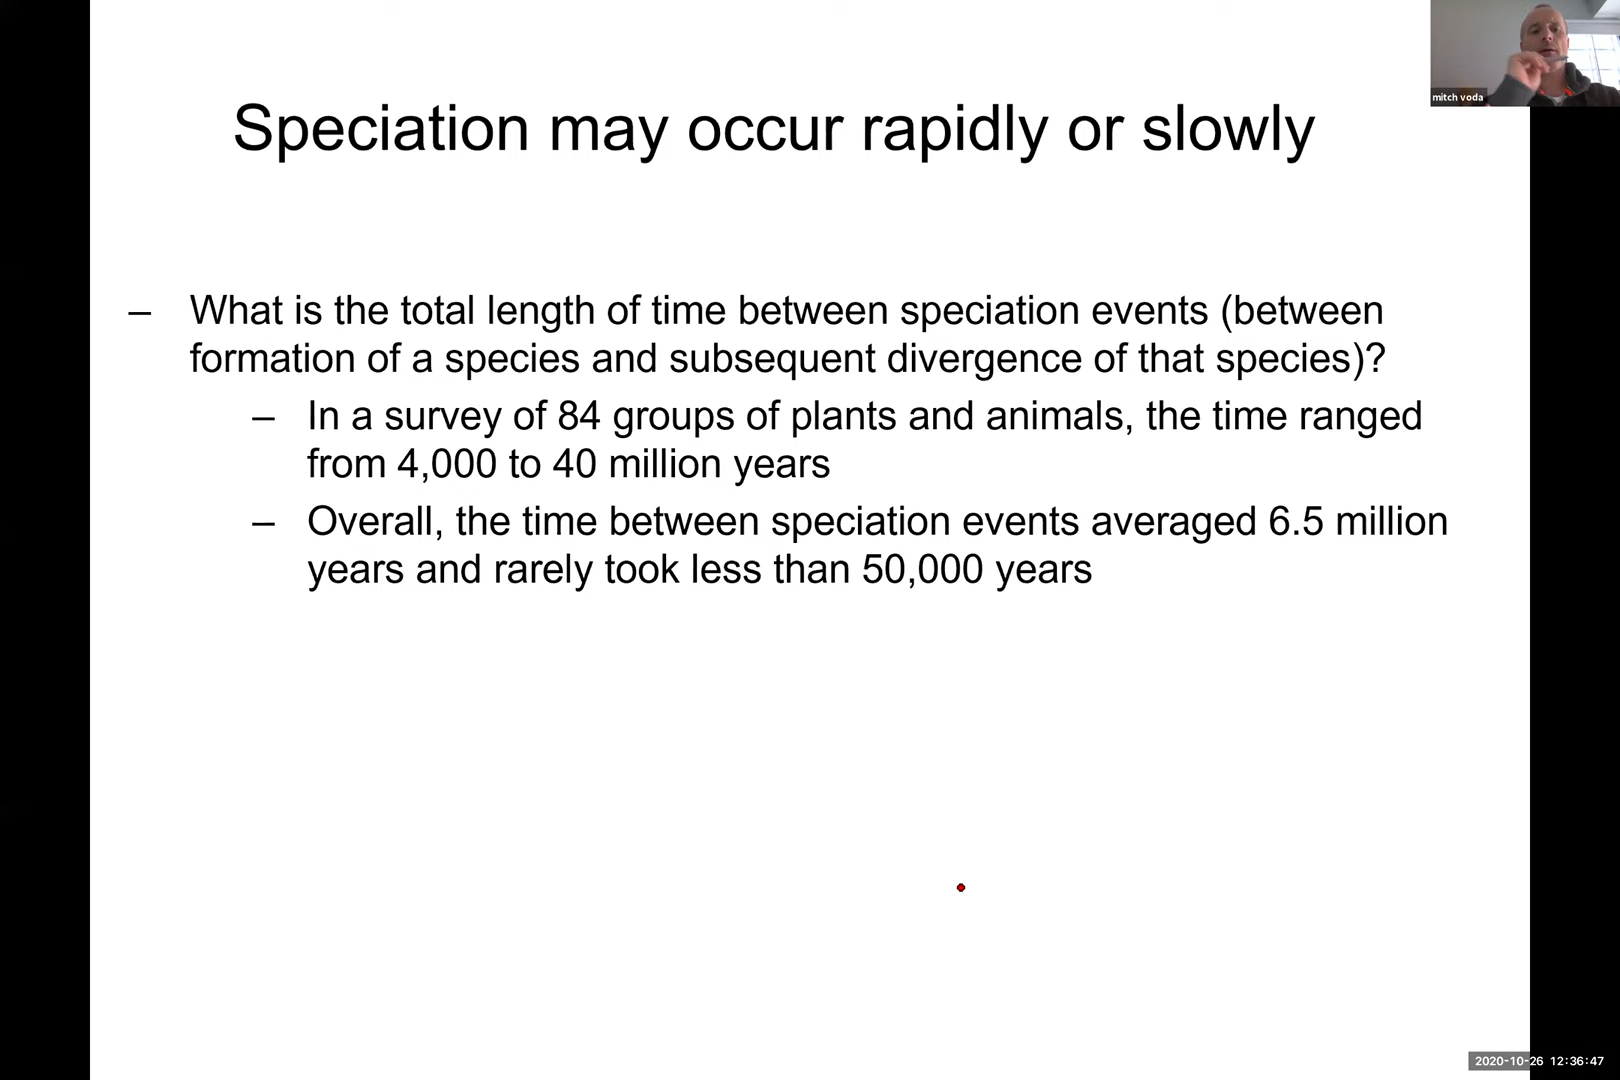 mitch voda
Speciation may occur rapidly or slowly
– What is the total length of time between speciation events (between
formation of a species and subsequent divergence of that species)?
– In a survey of 84 groups of plants and animals, the time ranged
from 4,000 to 40 million years
– Overall, the time between speciation events averaged 6.5 million
years and rarely took less than 50,000 years
2020-10-26 12:36:47